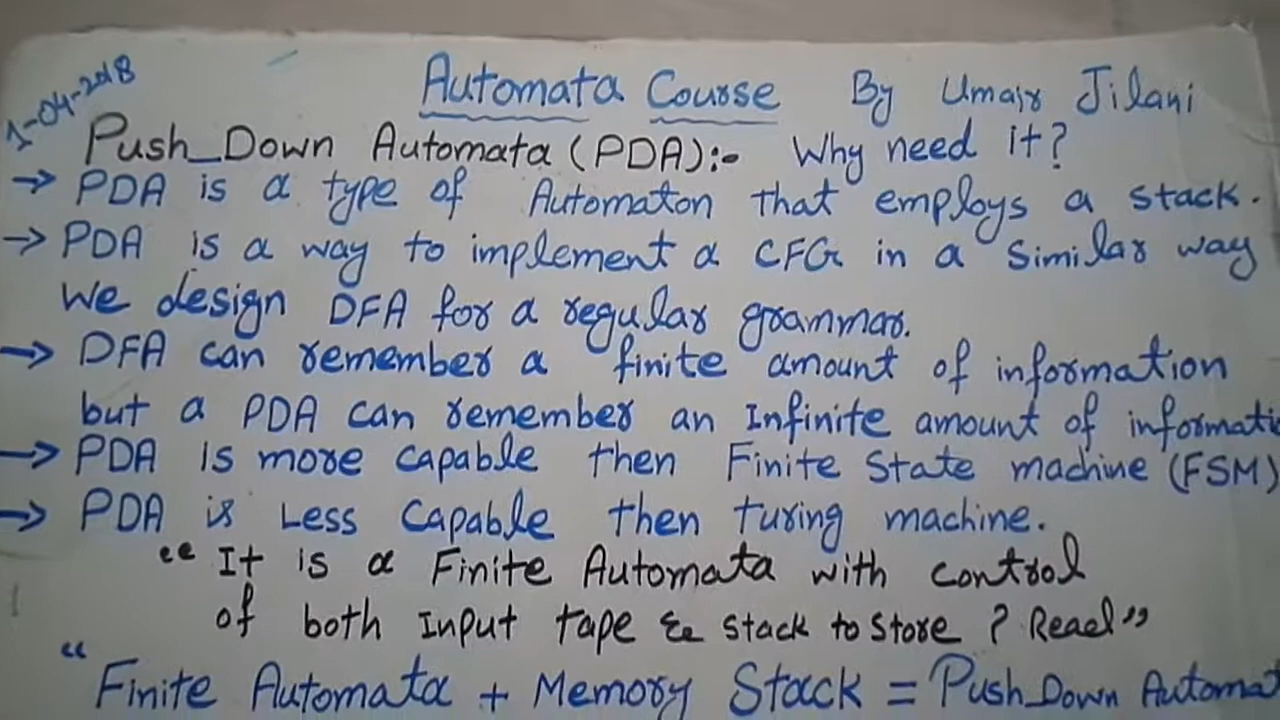 1-04-2018
Automata Course By Umair Jilani
Push_Down Automata (PDA):- Why need it?
→ PDA is a type of Automaton that employs a stack.
→ PDA is a way to implement a CFG in a similar way
We design DFA for a regular grammar.
→ DFA can remember a finite amount of information
but a PDA can remember an Infinite amount of informati
→ PDA is more capable then Finite State machine (FSM)
→ PDA is Less Capable then turing machine.
"It is a Finite Automata with control
of both Input tape & stack to store ? Read"
"Finite Automata + Memory Stack = Push_Down Automat